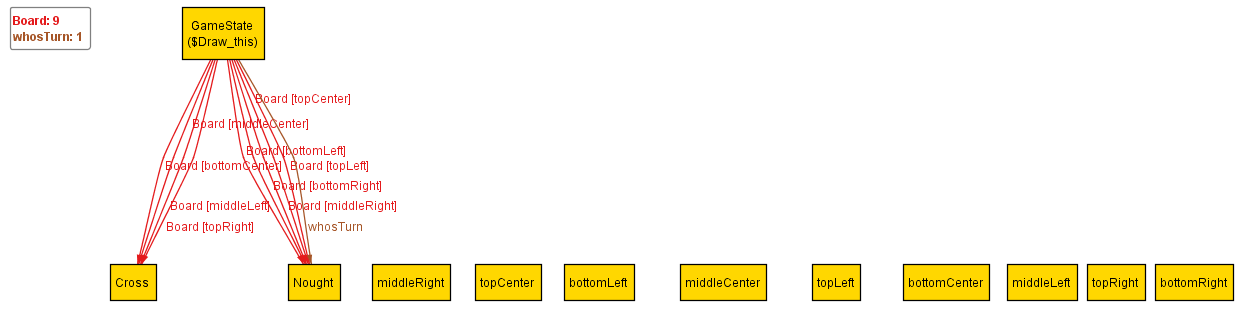 Board: 9
whosTurn: 1
GameState
($Draw_this)
Board [topCenter]
Board [middleCenter]
Board [bottomLeft]
Board [bottomCenter]
Board [topLeft]
Board [bottomRight]
Board [middleLeft]
Board [middleRight]
Board [topRight]
whosTurn
Cross
Nought
middleRight
topCenter
bottomLeft
middleCenter
topLeft
bottomCenter
middleLeft
topRight
bottomRight